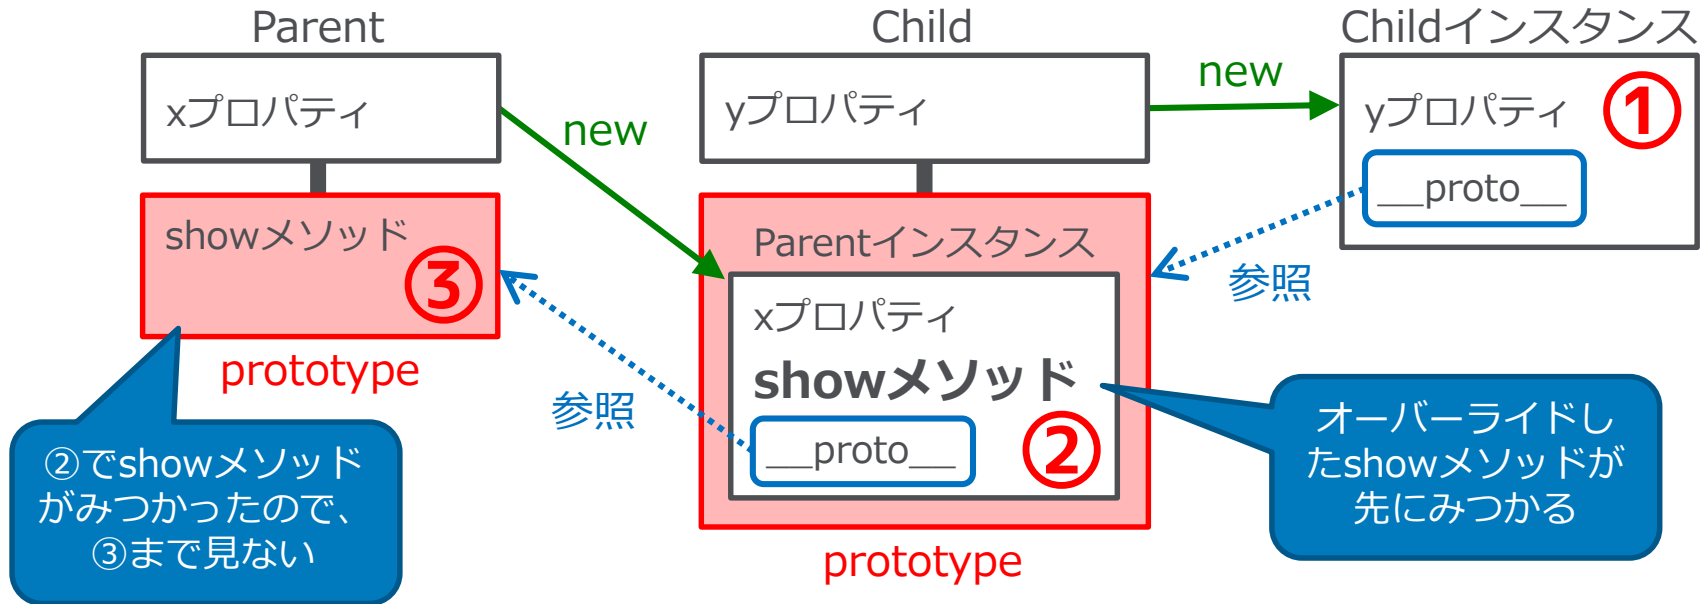 Parent
xプロパティ
showメソッド
③
prototype
②でshowメソッド
がみつかったので、
③まで見ない
new
参照
Child
yプロパティ
Parentインスタンス
xプロパティ
showメソッド
__proto__
②
prototype
new
参照
Childインスタンス
yプロパティ
①
__proto__
オーバーライドし
たshowメソッドが
先にみつかる